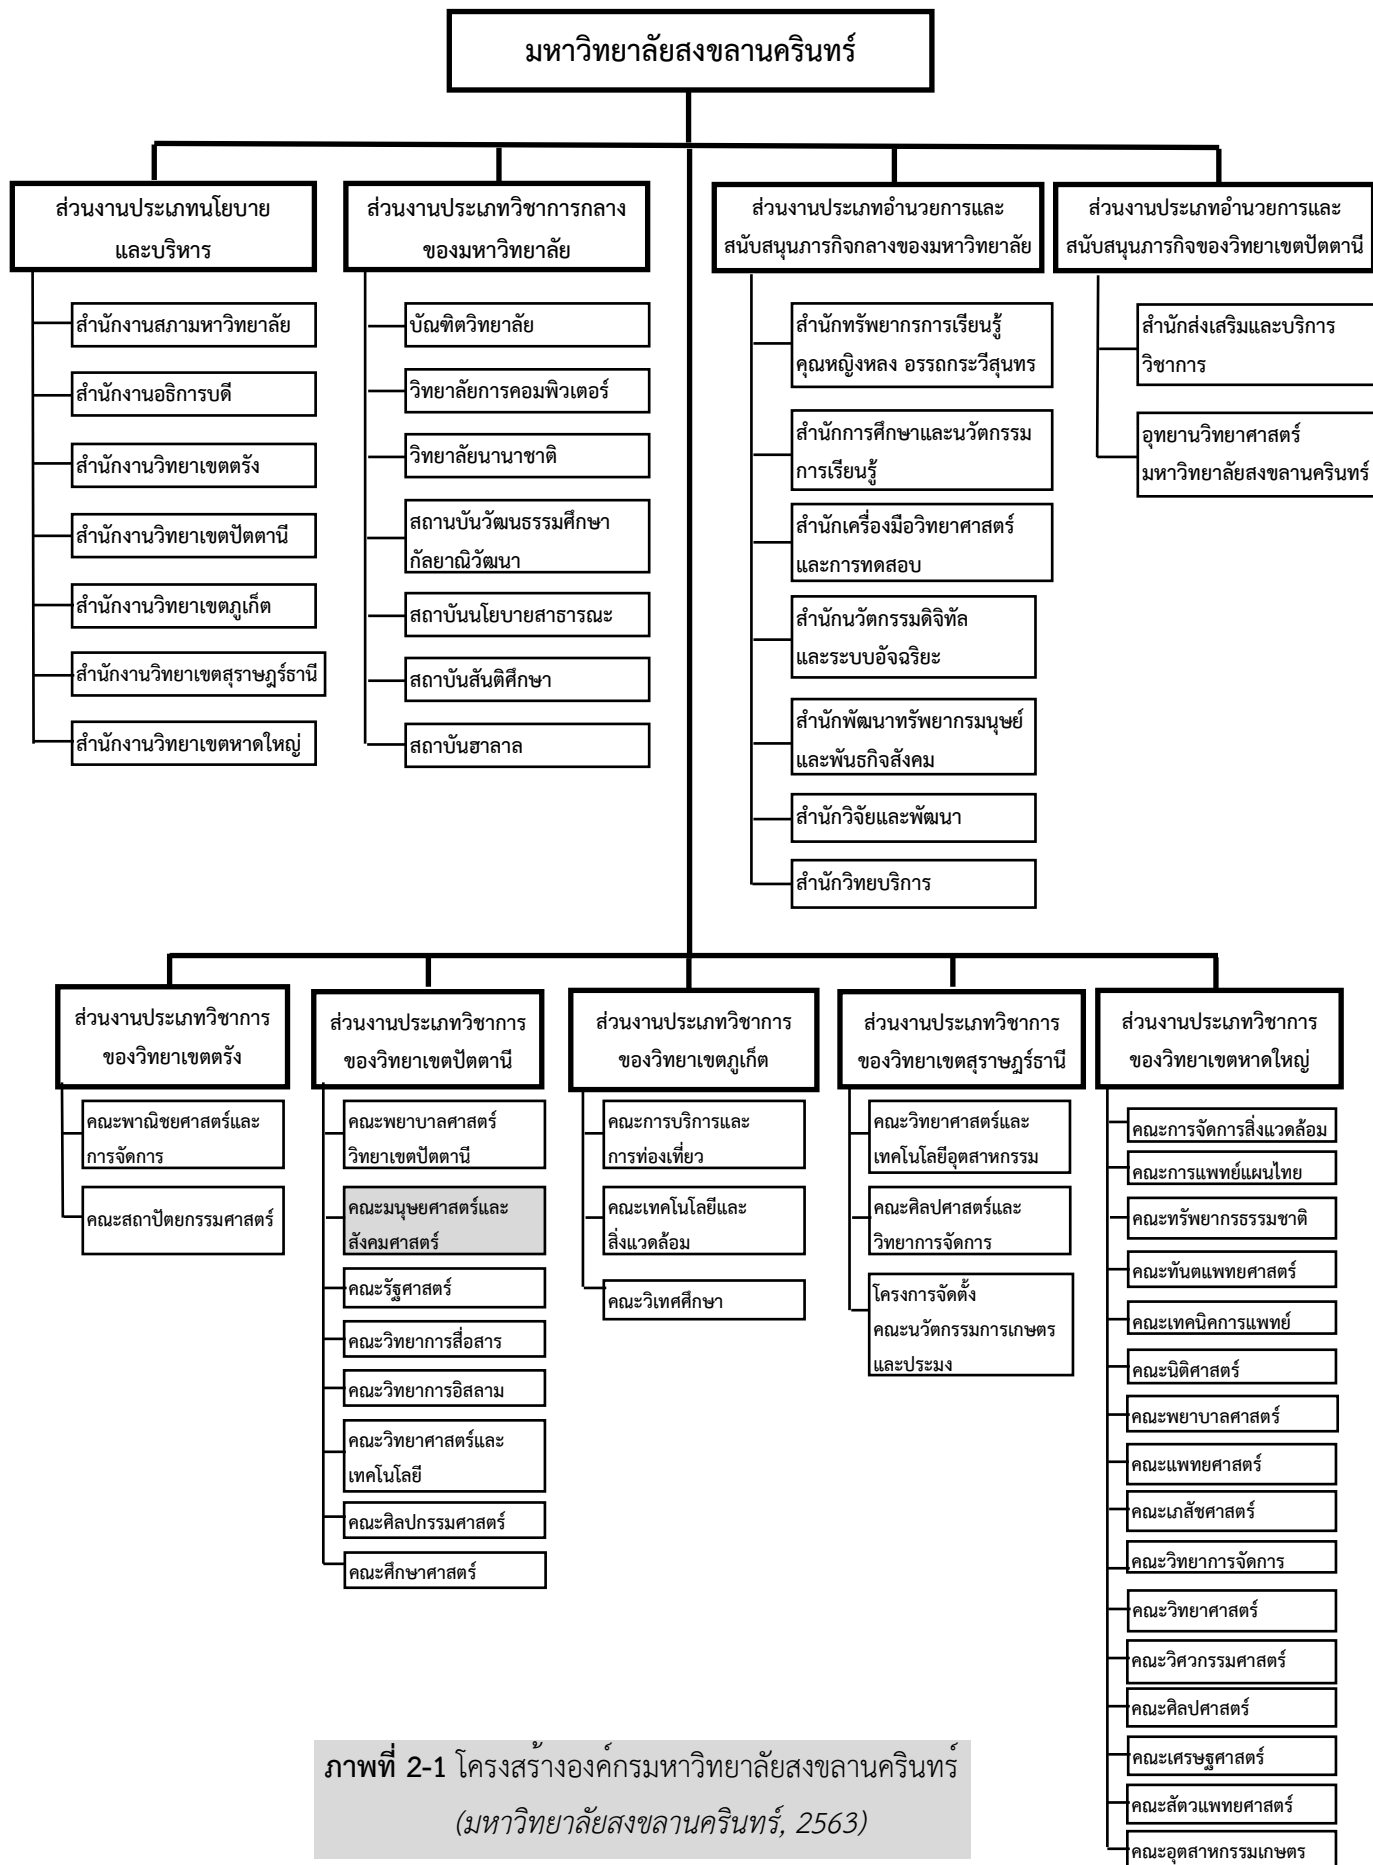 มหาวิทยาลัยสงขลานครินทร์
ส่วนงานประเภทนโยบาย
และบริหาร
สำนักงานสภามหาวิทยาลัย
สำนักงานอธิการบดี
สำนักงานวิทยาเขตตรัง
สำนักงานวิทยาเขตปัตตานี
สำนักงานวิทยาเขตภูเก็ต
สำนักงานวิทยาเขตสุราษฎร์ธานี
สำนักงานวิทยาเขตหาดใหญ่
ส่วนงานประเภทวิชาการกลาง
ของมหาวิทยาลัย
บัณฑิตวิทยาลัย
วิทยาลัยการคอมพิวเตอร์
วิทยาลัยนานาชาติ
สถานบันวัฒนธรรมศึกษา
กัลยาณิวัฒนา
สถาบันนโยบายสาธารณะ
สถาบันสันติศึกษา
สถาบันฮาลาล
ส่วนงานประเภทอำนวยการและ
สนับสนุนภารกิจกลางของมหาวิทยาลัย
สำนักทรัพยากรการเรียนรู้
คุณหญิงหลง อรรถกระวีสุนทร
สำนักการศึกษาและนวัตกรรม
การเรียนรู้
สำนักเครื่องมือวิทยาศาสตร์
และการทดสอบ
สำนักนวัตกรรมดิจิทัล
และระบบอัจฉริยะ
สำนักพัฒนาทรัพยากรมนุษย์
และพันธกิจสังคม
สำนักวิจัยและพัฒนา
สำนักวิทยบริการ
ส่วนงานประเภทอำนวยการและ
สนับสนุนภารกิจของวิทยาเขตปัตตานี
สำนักส่งเสริมและบริการ
วิชาการ
อุทยานวิทยาศาสตร์
มหาวิทยาลัยสงขลานครินทร์
ส่วนงานประเภทวิชาการ
ของวิทยาเขตตรัง
คณะพาณิชยศาสตร์และ
การจัดการ
คณะสถาปัตยกรรมศาสตร์
ส่วนงานประเภทวิชาการ
ของวิทยาเขตปัตตานี
คณะพยาบาลศาสตร์
วิทยาเขตปัตตานี
คณะมนุษยศาสตร์และ
สังคมศาสตร์
คณะรัฐศาสตร์
คณะวิทยาการสื่อสาร
คณะวิทยาการอิสลาม
คณะวิทยาศาสตร์และ
เทคโนโลยี
คณะศิลปกรรมศาสตร์
คณะศึกษาศาสตร์
ส่วนงานประเภทวิชาการ
ของวิทยาเขตภูเก็ต
คณะการบริการและ
การท่องเที่ยว
คณะเทคโนโลยีและ
สิ่งแวดล้อม
คณะวิเทศศึกษา
ส่วนงานประเภทวิชาการ
ของวิทยาเขตสุราษฎร์ธานี
คณะวิทยาศาสตร์และ
เทคโนโลยีอุตสาหกรรม
คณะศิลปศาสตร์และ
วิทยาการจัดการ
โครงการจัดตั้ง
คณะนวัตกรรมการเกษตร
และประมง
ส่วนงานประเภทวิชาการ
ของวิทยาเขตหาดใหญ่
คณะการจัดการสิ่งแวดล้อม
คณะการแพทย์แผนไทย
คณะทรัพยากรธรรมชาติ
คณะทันตแพทยศาสตร์
คณะเทคนิคการแพทย์
คณะนิติศาสตร์
คณะพยาบาลศาสตร์
คณะแพทยศาสตร์
คณะเภสัชศาสตร์
คณะวิทยาการจัดการ
คณะวิทยาศาสตร์
คณะวิศวกรรมศาสตร์
คณะศิลปศาสตร์
คณะเศรษฐศาสตร์
คณะสัตวแพทยศาสตร์
คณะอุตสาหกรรมเกษตร
ภาพที่ 2-1 โครงสร้างองค์กรมหาวิทยาลัยสงขลานครินทร์
(มหาวิทยาลัยสงขลานครินทร์, 2563)